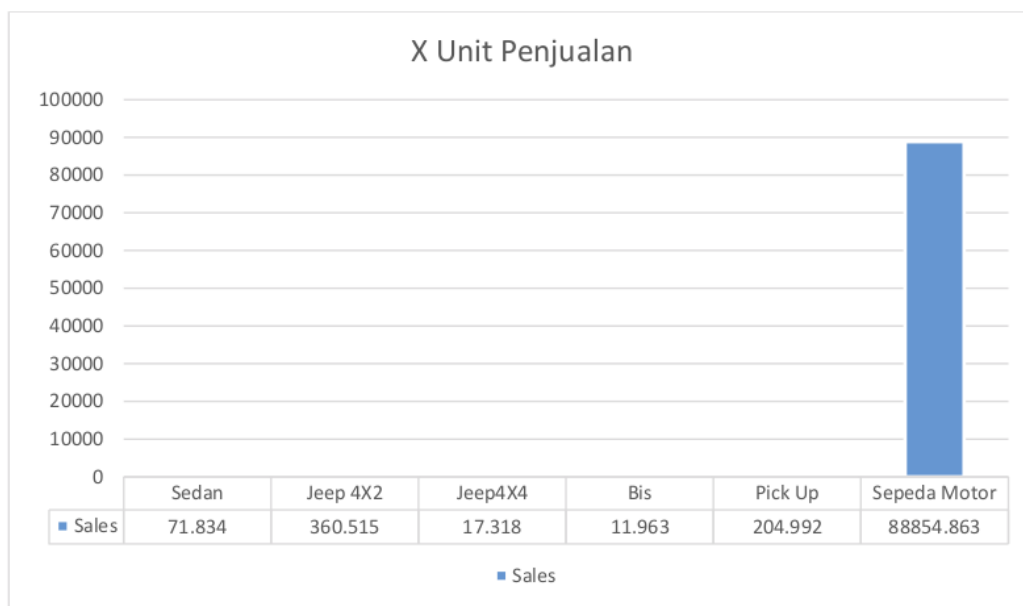 X Unit Penjualan
100000
90000
80000
70000
60000
50000
40000
30000
20000
10000
0
Sedan Jeep 4X2 Jeep4X4 Bis Pick Up Sepeda Motor
Sales 71.834 360.515 17.318 11.963 204.992 88854.863
Sales